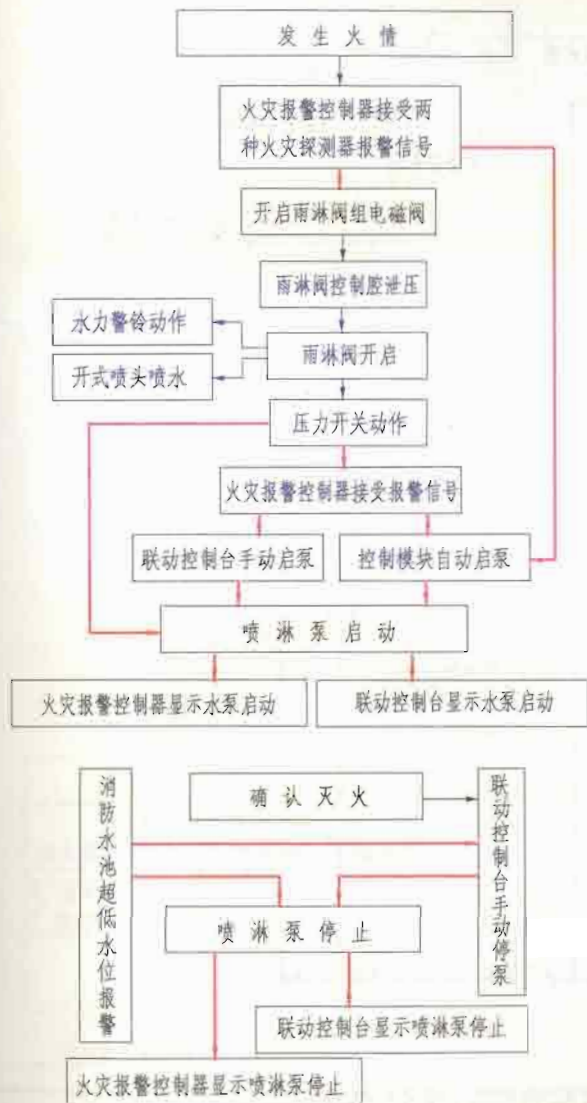 发生火情
火灾报警控制器接受两
种火灾探测器报警信号
开启雨淋阀组电磁阀
雨淋阀控制腔泄压
水力警铃动作
雨淋阀开启
开式喷头喷水
压力开关动作
火灾报警控制器接受报警信号
联动控制台手动启泵
控制模块自动启泵
喷淋泵启动
火灾报警控制器显示水泵启动
联动控制台显示水泵启动
消防水池超低水位报警
确认灭火
联动控制台手动停泵
喷淋泵停止
联动控制台显示喷淋泵停止
火灾报警控制器显示喷淋泵停止